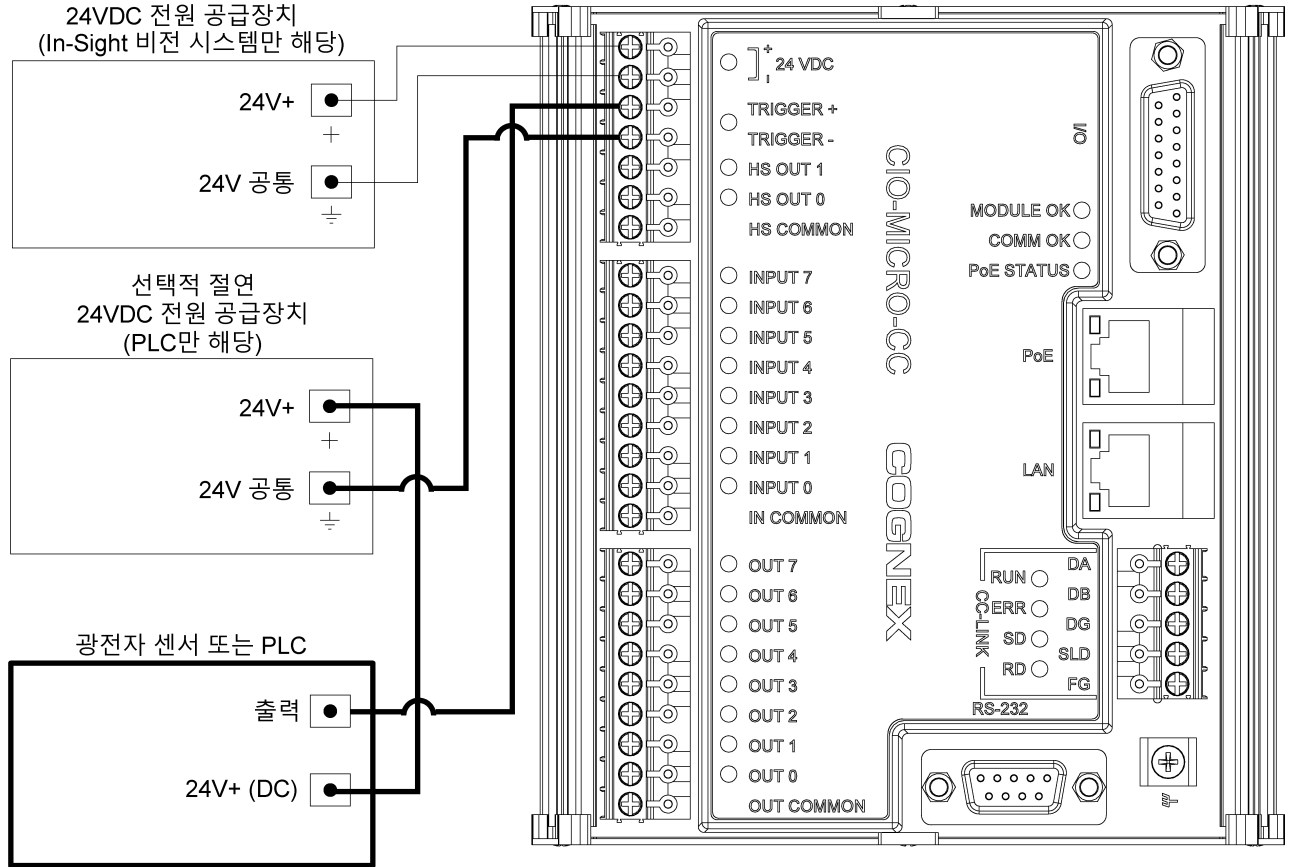 24VDC 전원 공급장치
(In-Sight 비전 시스템만 해당)
24V+
+
24V 공통
선택적 절연
24VDC 전원 공급장치
(PLC만 해당)
24V+
+
24V 공통
광전자 센서 또는 PLC
출력
24V+ (DC)
+
-
24 VDC
TRIGGER +
TRIGGER -
HS OUT 1
HS OUT 0
HS COMMON
INPUT 7
INPUT 6
INPUT 5
INPUT 4
INPUT 3
INPUT 2
INPUT 1
INPUT 0
IN COMMON
OUT 7
OUT 6
OUT 5
OUT 4
OUT 3
OUT 2
OUT 1
OUT 0
OUT COMMON
CIO-MICRO-CC
COGNEX
I/O
MODULE OK
COMM OK
PoE STATUS
PoE
LAN
CC-LINK
RUN
ERR
SD
RD
DA
DB
DG
SLD
FG
RS-232